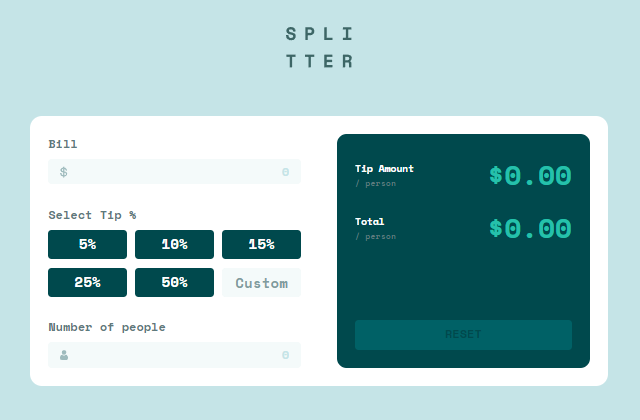 SPLI
TTER
Bill
$ 0
Select Tip %
5% 10% 15%
25% 50% Custom
Number of people
0
Tip Amount
/ person
$0.00
Total
/ person
$0.00
RESET